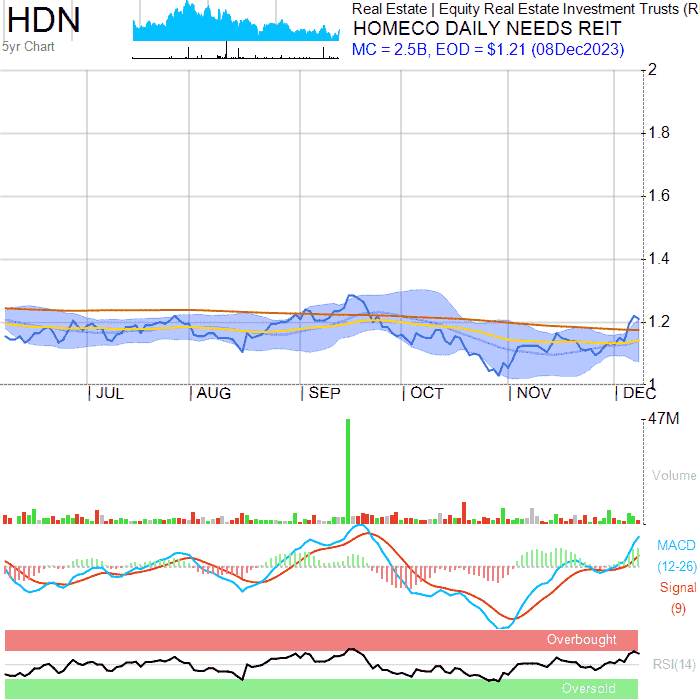 HDN
5yr Chart
Real Estate | Equity Real Estate Investment Trusts (R
HOMECO DAILY NEEDS REIT
MC = 2.5B, EOD = $1.21 (08Dec2023)
2
1.8
1.6
1.4
1.2
1
JUL AUG SEP OCT NOV DEC
47M
Volume
MACD
(12-26)
Signal
(9)
Overbought
RSI(14)
Oversold